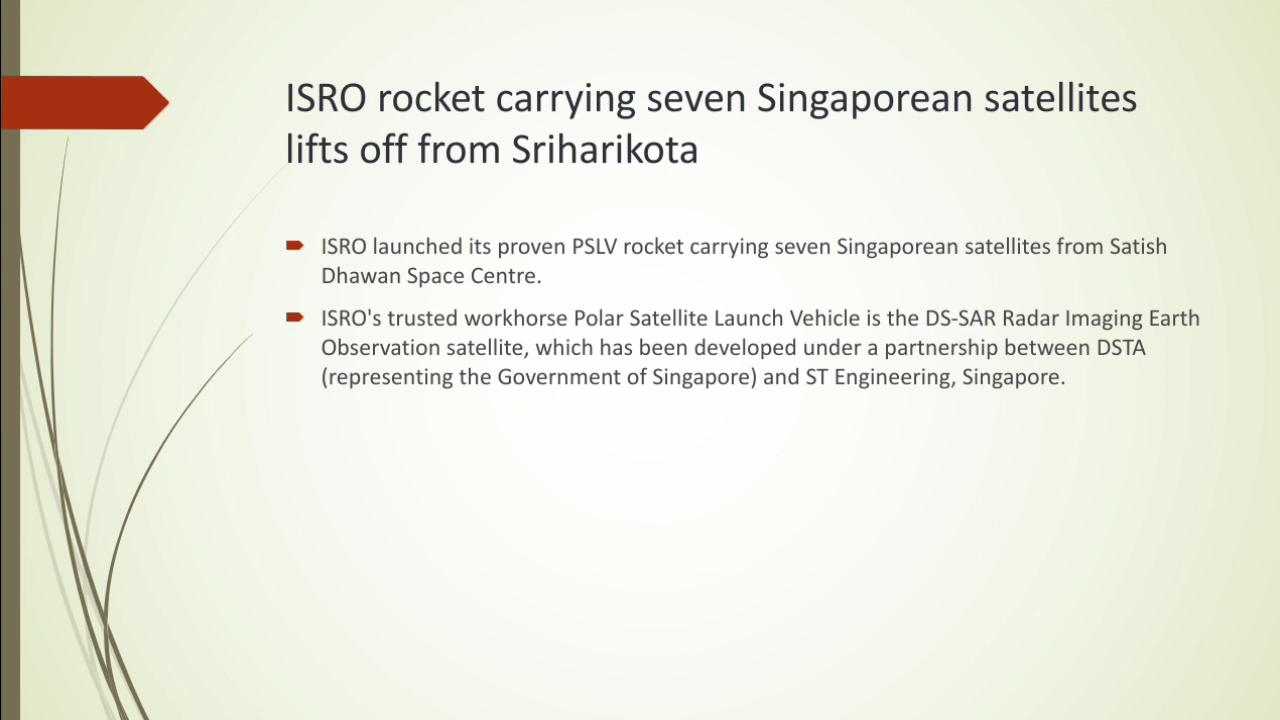 ISRO rocket carrying seven Singaporean satellites
lifts off from Sriharikota
ISRO launched its proven PSLV rocket carrying seven Singaporean satellites from Satish
Dhawan Space Centre.
ISRO's trusted workhorse Polar Satellite Launch Vehicle is the DS-SAR Radar Imaging Earth
Observation satellite, which has been developed under a partnership between DSTA
(representing the Government of Singapore) and ST Engineering, Singapore.